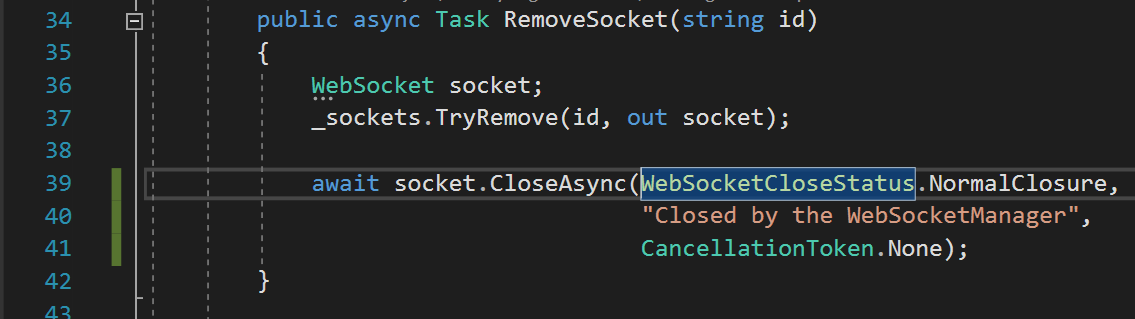 34 public async Task RemoveSocket(string id)
35 {
36 WebSocket socket;
37 _sockets.TryRemove(id, out socket);
38
39 await socket.CloseAsync(WebSocketCloseStatus.NormalClosure,
40 "Closed by the WebSocketManager",
41 CancellationToken.None);
42 }
43